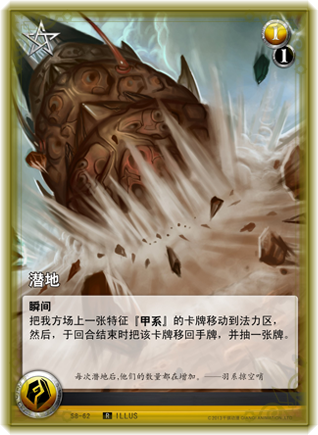 1
1
潜地
瞬间
把我方场上一张特征『甲系』的卡牌移动到法力区，
然后，于回合结束时把该卡牌移回手牌，并抽一张牌。
每次潜地后,他们的数量都在增加。——羽系掠空哨
S6-62 ILLUS